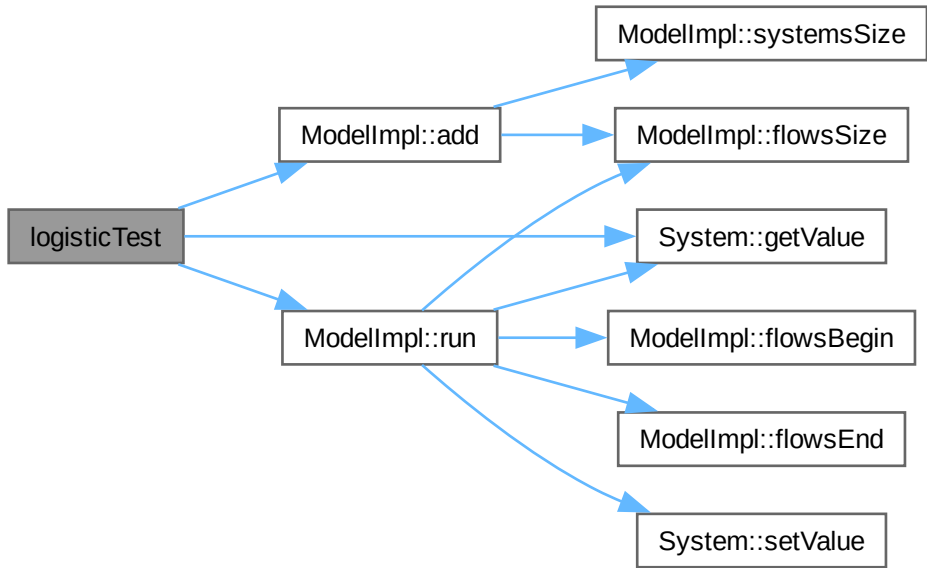 ModelImpl::systemsSize
ModelImpl::add
ModelImpl::flowsSize
logisticTest
System::getValue
ModelImpl::run
ModelImpl::flowsBegin
ModelImpl::flowsEnd
System::setValue